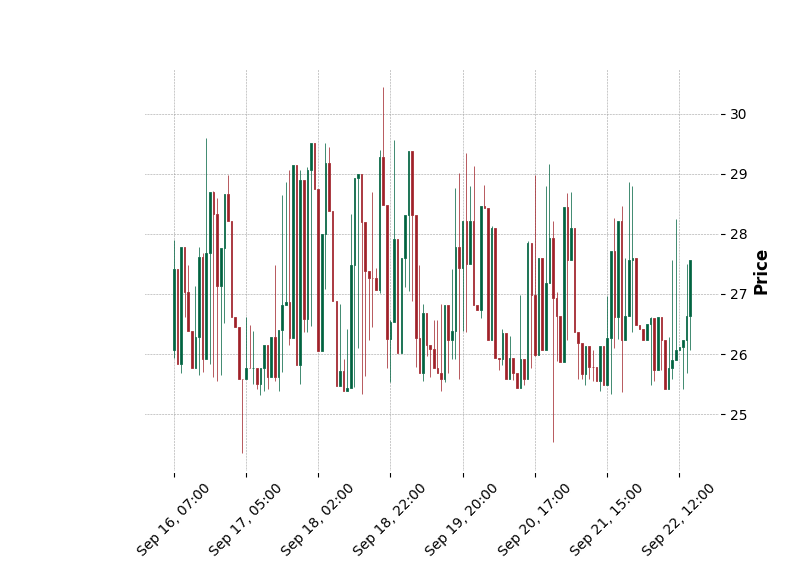 30
29
28
27
26
25
Price
Sep 16, 07:00
Sep 17, 05:00
Sep 18, 02:00
Sep 18, 22:00
Sep 19, 20:00
Sep 20, 17:00
Sep 21, 15:00
Sep 22, 12:00